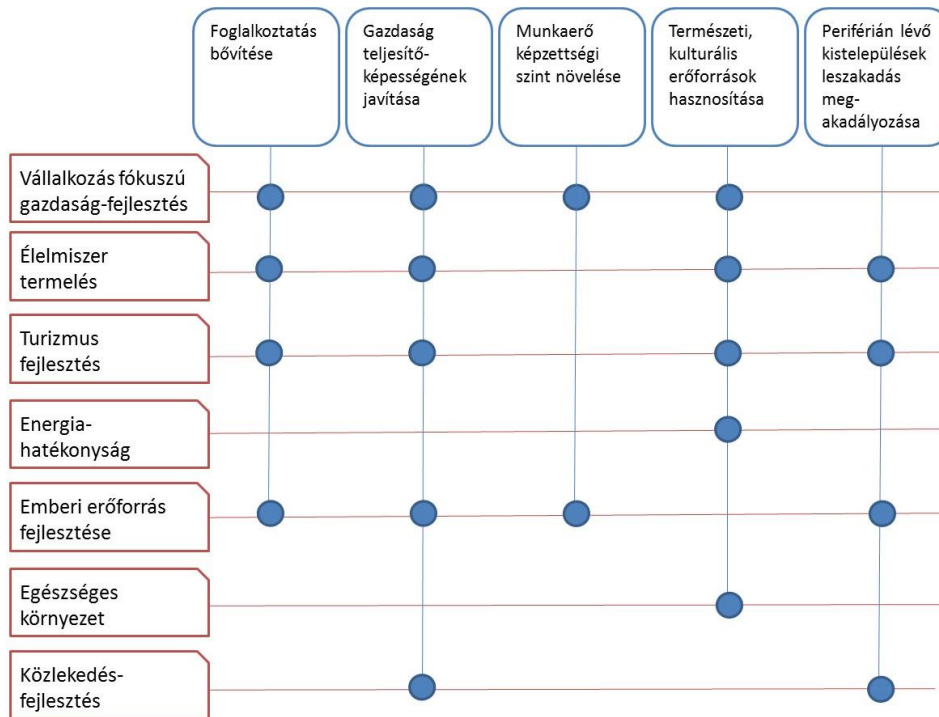 Foglalkoztatás
bővítése
Gazdaság
teljesítő-
képességének
javítása
Munkaerő
képzettségi
szint növelése
Természeti,
kulturális
erőforrások
hasznosítása
Periférián lévő
kistelepülések
leszakadás
meg-
akadályozása
Vállalkozás fókuszú
gazdaság-fejlesztés
Élelmiszer
termelés
Turizmus
fejlesztés
Energia-
hatékonyság
Emberi erőforrás
fejlesztése
Egészséges
környezet
Közlekedés-
fejlesztés